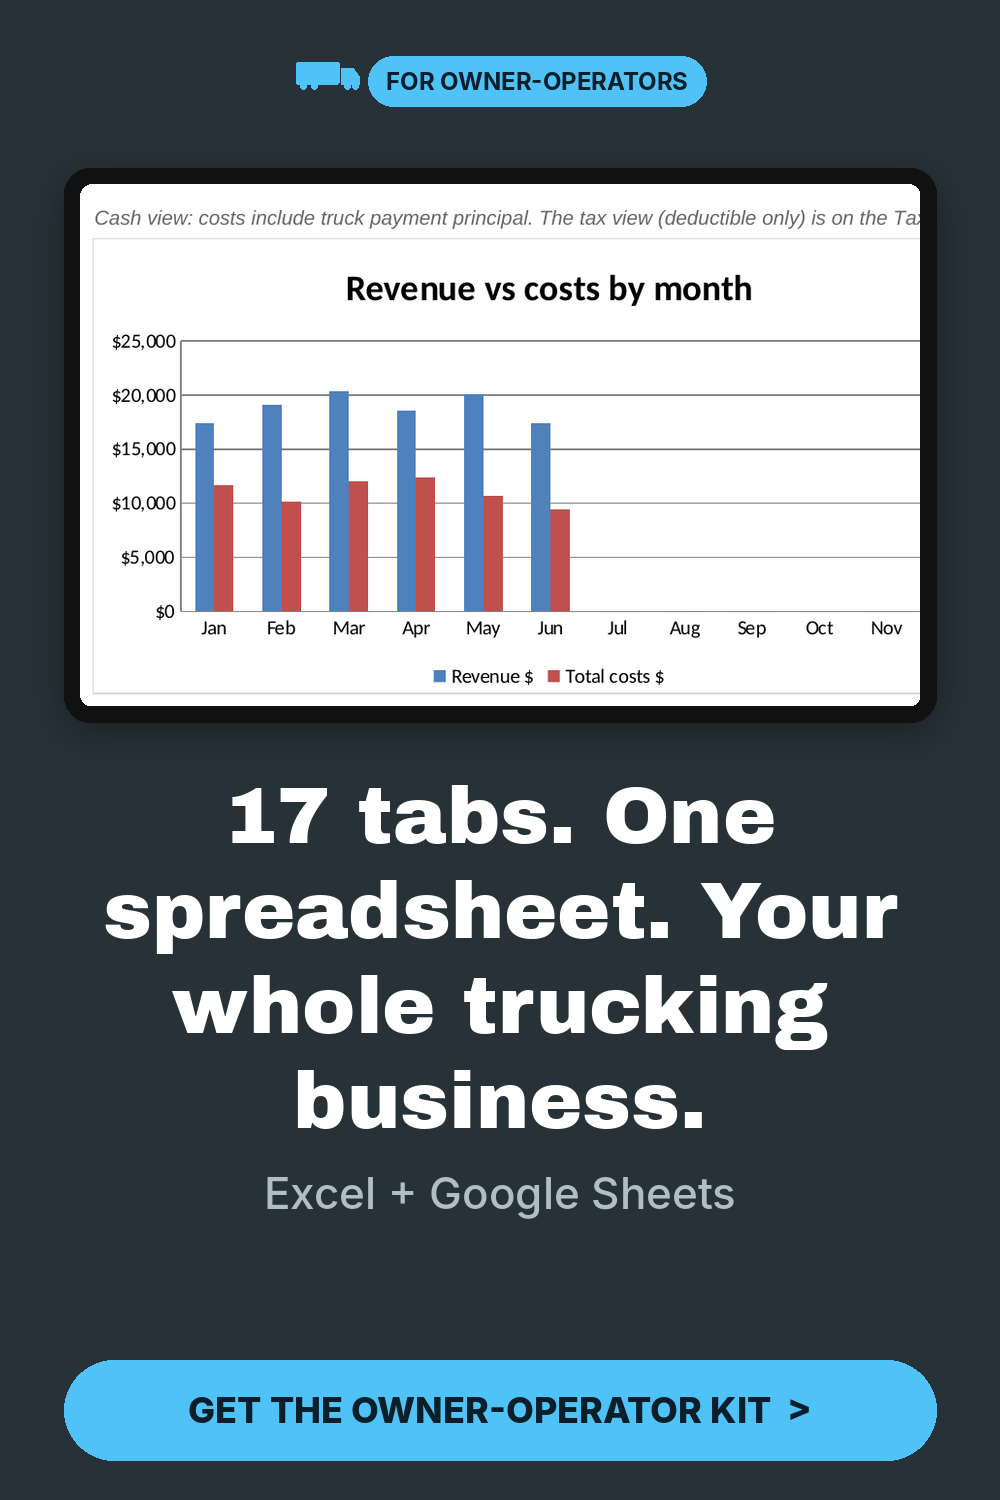 FOR OWNER-OPERATORS
Cash view: costs include truck payment principal. The tax view (deductible only) is on the Tax
Revenue vs costs by month
$25,000
$20,000
$15,000
$10,000
$5,000
$0
Jan Feb Mar Apr May Jun Jul Aug Sep Oct Nov
Revenue $ Total costs $
17 tabs. One
spreadsheet. Your
whole trucking
business.
Excel + Google Sheets
GET THE OWNER-OPERATOR KIT >